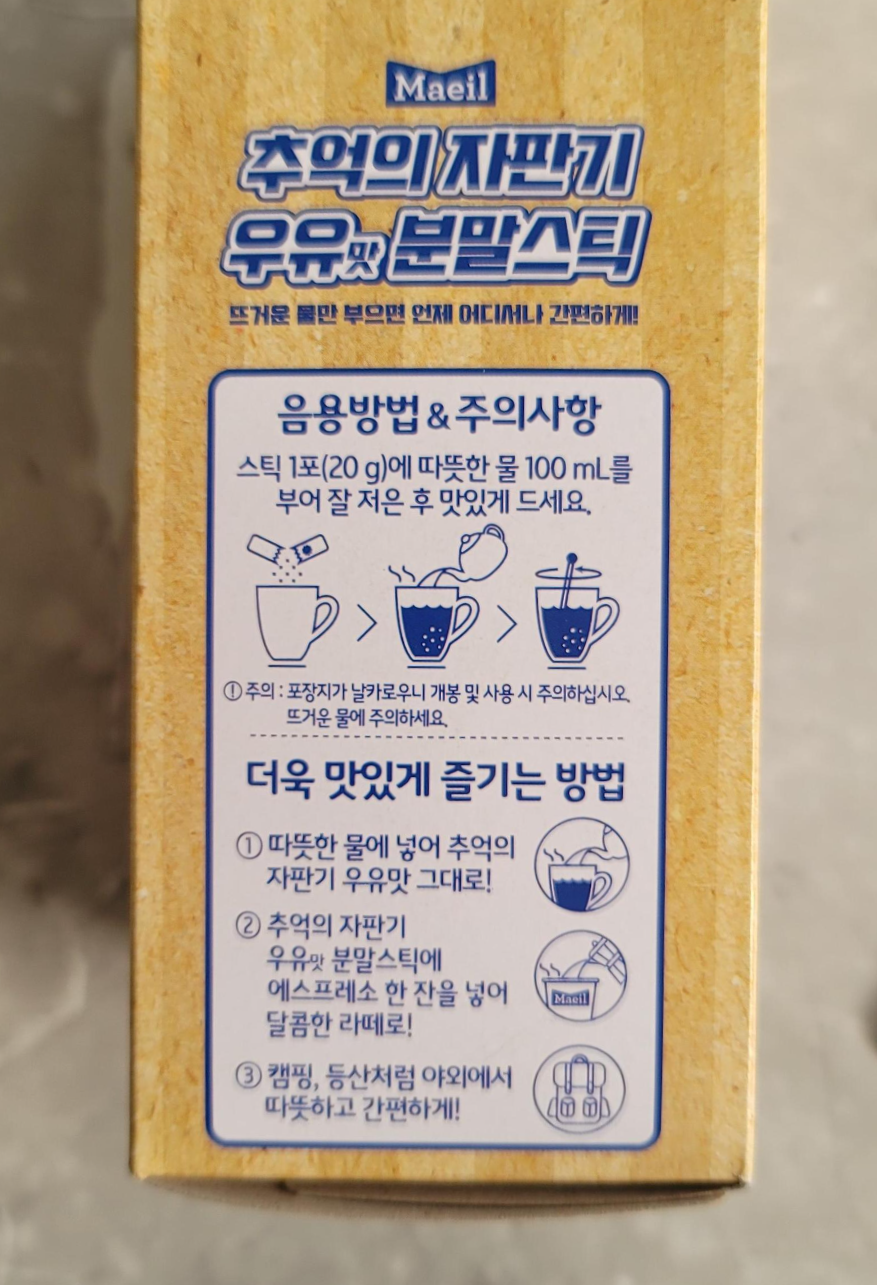 Maeil
추억의 자판기
우유맛 분말스틱
뜨거운 물만 부으면 언제 어디서나 간편하게!
음용방법 & 주의사항
스틱 1포(20 g)에 따뜻한 물 100 mL를
부어 잘 저은 후 맛있게 드세요.
! 주의 : 포장지가 날카로우니 개봉 및 사용 시 주의하십시오.
뜨거운 물에 주의하세요.
더욱 맛있게 즐기는 방법
① 따뜻한 물에 넣어 추억의
자판기 우유맛 그대로!
② 추억의 자판기
우유맛 분말스틱에
에스프레소 한 잔을 넣어
달콤한 라떼로!
Maeil
③ 캠핑, 등산처럼 야외에서
따뜻하고 간편하게!